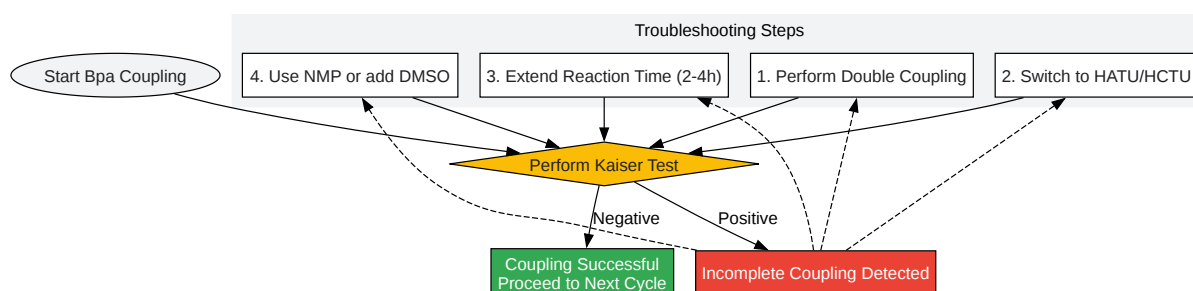 Troubleshooting Steps
Start Bpa Coupling
4. Use NMP or add DMSO
3. Extend Reaction Time (2-4h)
1. Perform Double Coupling
2. Switch to HATU/HCTU
Perform Kaiser Test
Negative
Positive
Coupling Successful
Proceed to Next Cycle
Incomplete Coupling Detected